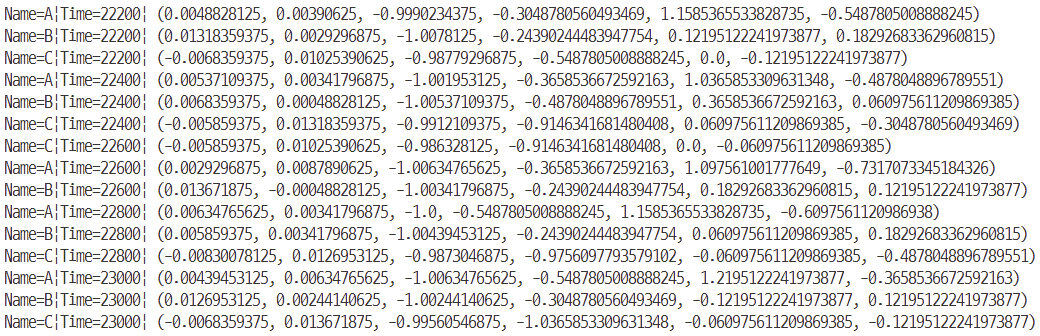 Name=A¦Time=22200¦ (0.0048828125, 0.00390625, -0.9990234375, -0.3048780560493469, 1.1585365533828735, -0.5487805008888245)
Name=B¦Time=22200¦ (0.01318359375, 0.0029296875, -1.0078125, -0.24390244483947754, 0.12195122241973877, 0.18292683362960815)
Name=C¦Time=22200¦ (-0.0068359375, 0.01025390625, -0.98779296875, -0.5487805008888245, 0.0, -0.12195122241973877)
Name=A¦Time=22400¦ (0.00537109375, 0.00341796875, -1.001953125, -0.3658536672592163, 1.0365853309631348, -0.4878048896789551)
Name=B¦Time=22400¦ (0.0068359375, 0.00048828125, -1.00537109375, -0.4878048896789551, 0.3658536672592163, 0.060975611209869385)
Name=C¦Time=22400¦ (-0.005859375, 0.01318359375, -0.9912109375, -0.9146341681480408, 0.060975611209869385, -0.3048780560493469)
Name=C¦Time=22600¦ (-0.005859375, 0.01025390625, -0.986328125, -0.9146341681480408, 0.0, -0.060975611209869385)
Name=A¦Time=22600¦ (0.0029296875, 0.0087890625, -1.00634765625, -0.3658536672592163, 1.097561001777649, -0.7317073345184326)
Name=B¦Time=22600¦ (0.013671875, -0.00048828125, -1.00341796875, -0.24390244483947754, 0.18292683362960815, 0.12195122241973877)
Name=A¦Time=22800¦ (0.00634765625, 0.00341796875, -1.0, -0.5487805008888245, 1.1585365533828735, -0.6097561120986938)
Name=B¦Time=22800¦ (0.005859375, 0.00341796875, -1.00439453125, -0.24390244483947754, 0.060975611209869385, 0.18292683362960815)
Name=C¦Time=22800¦ (-0.00830078125, 0.0126953125, -0.9873046875, -0.9756097793579102, -0.060975611209869385, -0.4878048896789551)
Name=A¦Time=23000¦ (0.00439453125, 0.00634765625, -1.00634765625, -0.5487805008888245, 1.2195122241973877, -0.3658536672592163)
Name=B¦Time=23000¦ (0.0126953125, 0.00244140625, -1.00244140625, -0.3048780560493469, -0.12195122241973877, 0.12195122241973877)
Name=C¦Time=23000¦ (-0.0068359375, 0.013671875, -0.99560546875, -1.0365853309631348, -0.060975611209869385, -0.12195122241973877)